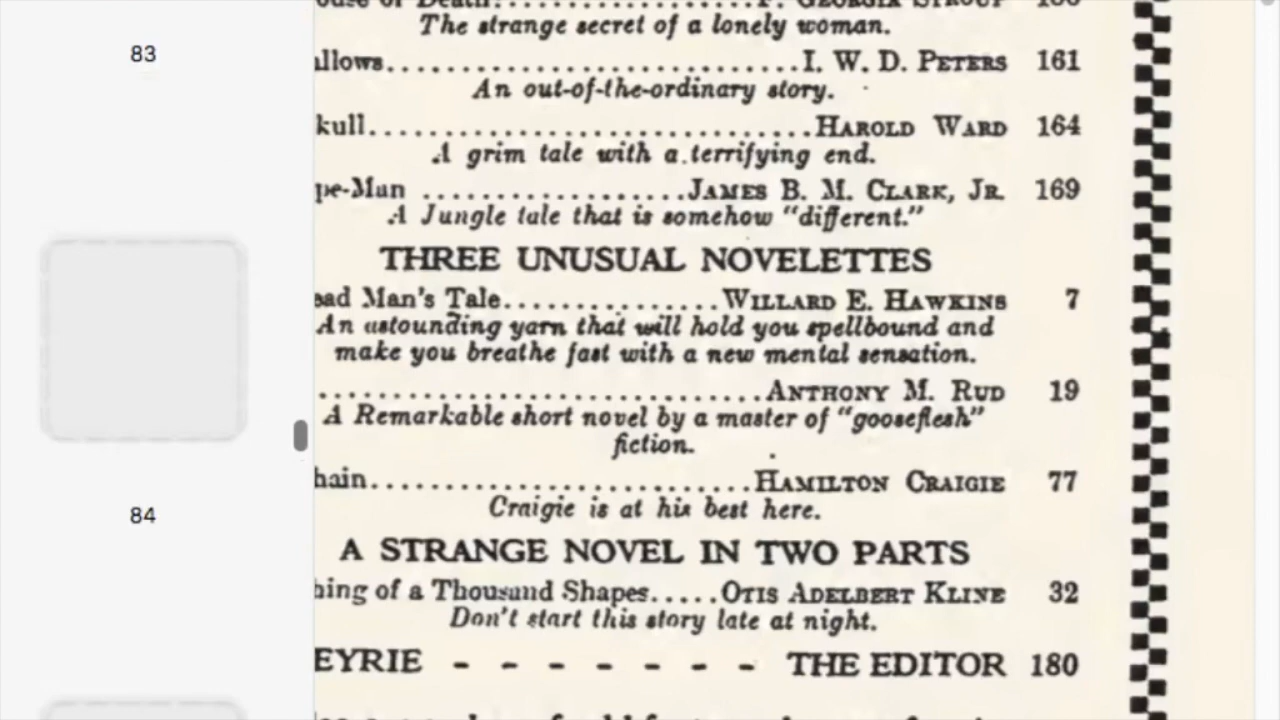 83
The strange secret of a lonely woman.
allows..............................I. W. D. PETERS 161
An out-of-the-ordinary story.
kull................................HAROLD WARD 164
A grim tale with a terrifying end.
pe-Man ...................JAMES B. M. CLARK, JR. 169
A Jungle tale that is somehow "different."
THREE UNUSUAL NOVELETTES
ead Man's Tale................WILLARD E. HAWKINS 7
An astounding yarn that will hold you spellbound and
make you breathe fast with a new mental sensation.
................................ANTHONY M. RUD 19
A Remarkable short novel by a master of "gooseflesh"
fiction.
hain...........................HAMILTON CRAIGIE 77
Craigie is at his best here.
84
A STRANGE NOVEL IN TWO PARTS
hing of a Thousand Shapes.....OTIS ADELBERT KLINE 32
Don't start this story late at night.
EYRIE - - - - - - - THE EDITOR 180